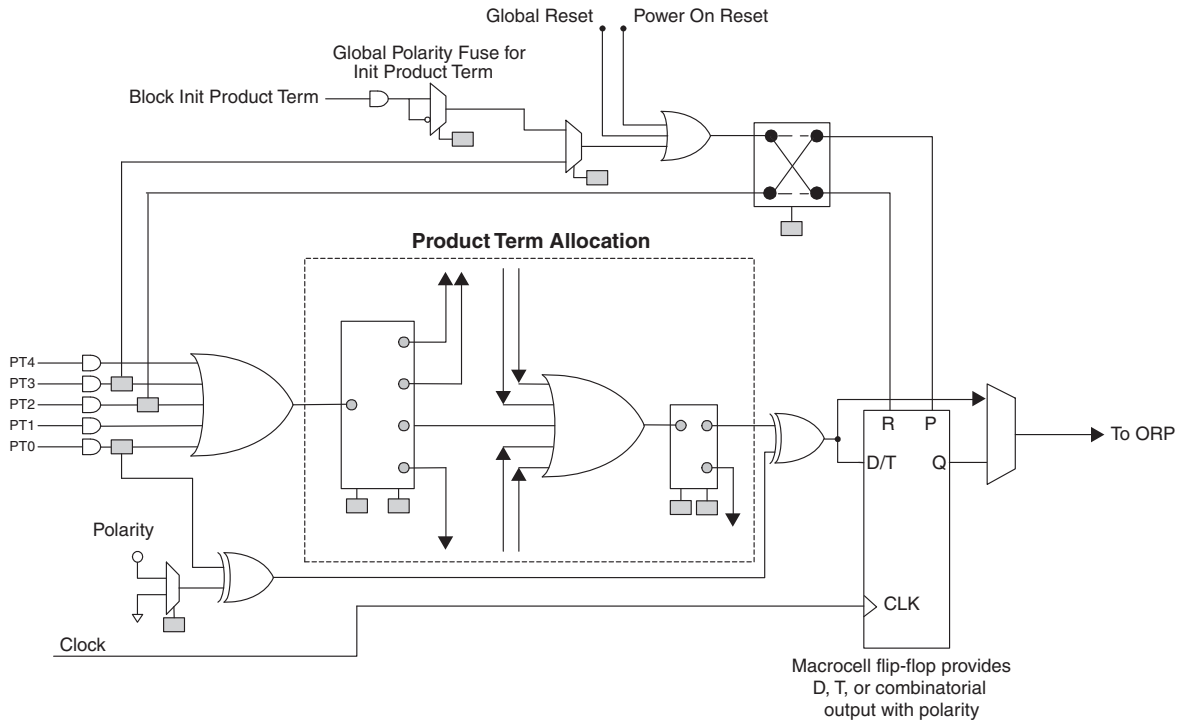 Global Reset
Power On Reset
Global Polarity Fuse for
Init Product Term
Block Init Product Term
Product Term Allocation
PT4
PT3
PT2
PT1
PT0
R
P
To ORP
D/T
Q
Polarity
CLK
Clock
Macrocell flip-flop provides
D, T, or combinatorial
output with polarity